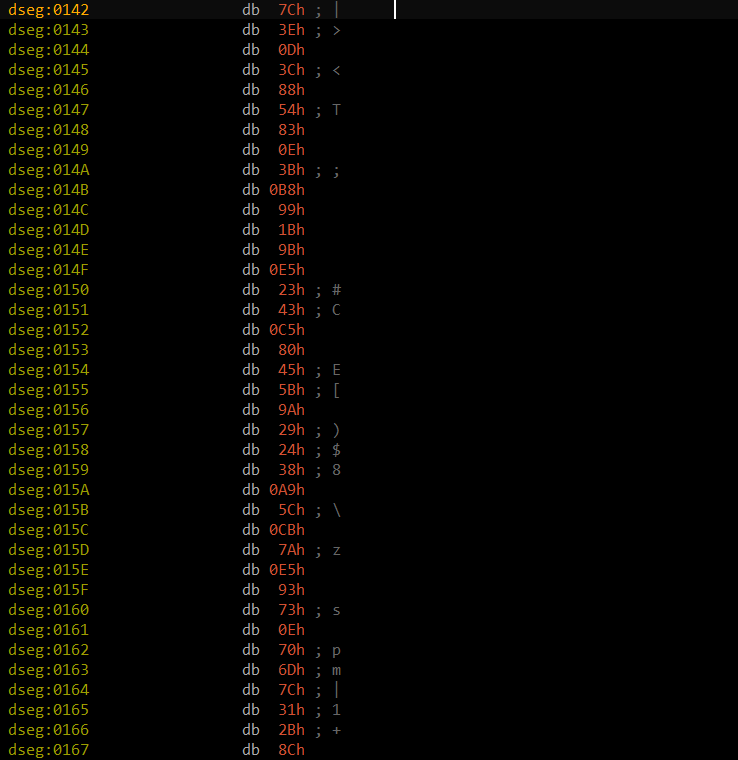 dseg:0142 db 7Ch ; |
dseg:0143 db 3Eh ; >
dseg:0144 db 0Dh
dseg:0145 db 3Ch ; <
dseg:0146 db 88h
dseg:0147 db 54h ; T
dseg:0148 db 83h
dseg:0149 db 0Eh
dseg:014A db 3Bh ; ;
dseg:014B db 0B8h
dseg:014C db 99h
dseg:014D db 1Bh
dseg:014E db 9Bh
dseg:014F db 0E5h
dseg:0150 db 23h ; #
dseg:0151 db 43h ; C
dseg:0152 db 0C5h
dseg:0153 db 80h
dseg:0154 db 45h ; E
dseg:0155 db 5Bh ; [
dseg:0156 db 9Ah
dseg:0157 db 29h ; )
dseg:0158 db 24h ; $
dseg:0159 db 38h ; 8
dseg:015A db 0A9h
dseg:015B db 5Ch ; \
dseg:015C db 0CBh
dseg:015D db 7Ah ; z
dseg:015E db 0E5h
dseg:015F db 93h
dseg:0160 db 73h ; s
dseg:0161 db 0Eh
dseg:0162 db 70h ; p
dseg:0163 db 6Dh ; m
dseg:0164 db 7Ch ; |
dseg:0165 db 31h ; 1
dseg:0166 db 2Bh ; +
dseg:0167 db 8Ch